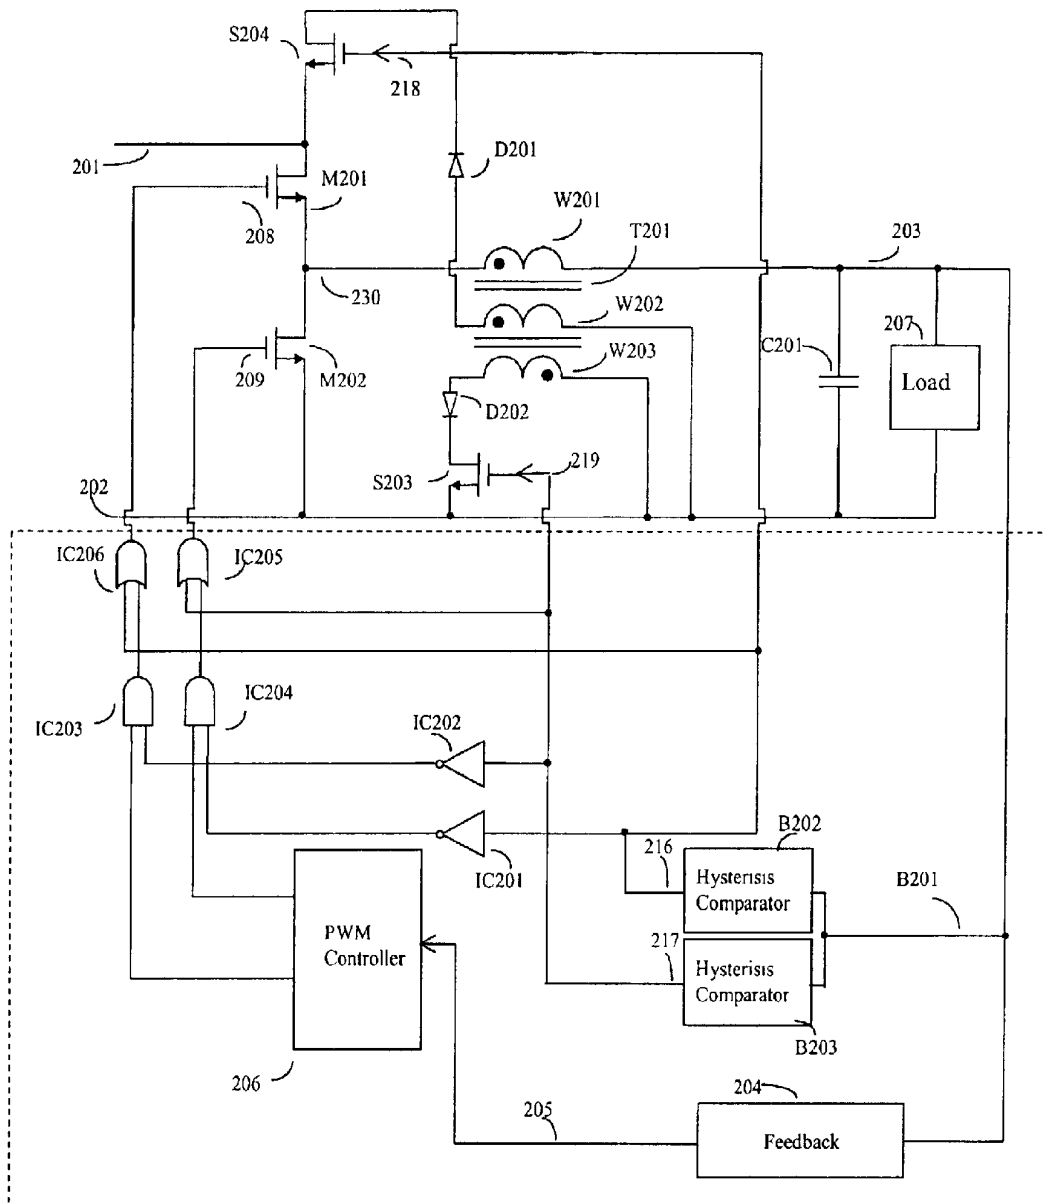 S204
218
201
D201
M201
W201
T201
203
208
230
W202
207
C201
Load
W203
209
M202
D202
219
S203
202
IC206
IC205
IC204
IC203
IC202
B202
216
Hysterisis
Comparator
B201
IC201
PWM
Controller
217
Hysterisis
Comparator
B203
206
204
205
Feedback